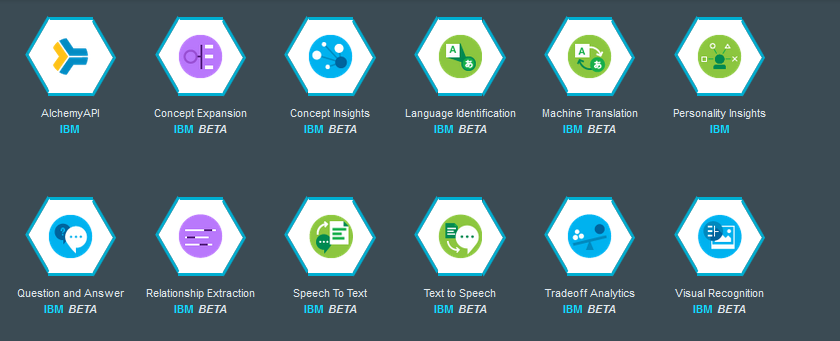 A あ A あ
AlchemyAPI Concept Expansion Concept Insights Language Identification Machine Translation Personality Insights
IBM IBM BETA IBM BETA IBM BETA IBM BETA IBM
Question and Answer Relationship Extraction Speech To Text Text to Speech Tradeoff Analytics Visual Recognition
IBM BETA IBM BETA IBM BETA IBM BETA IBM BETA IBM BETA